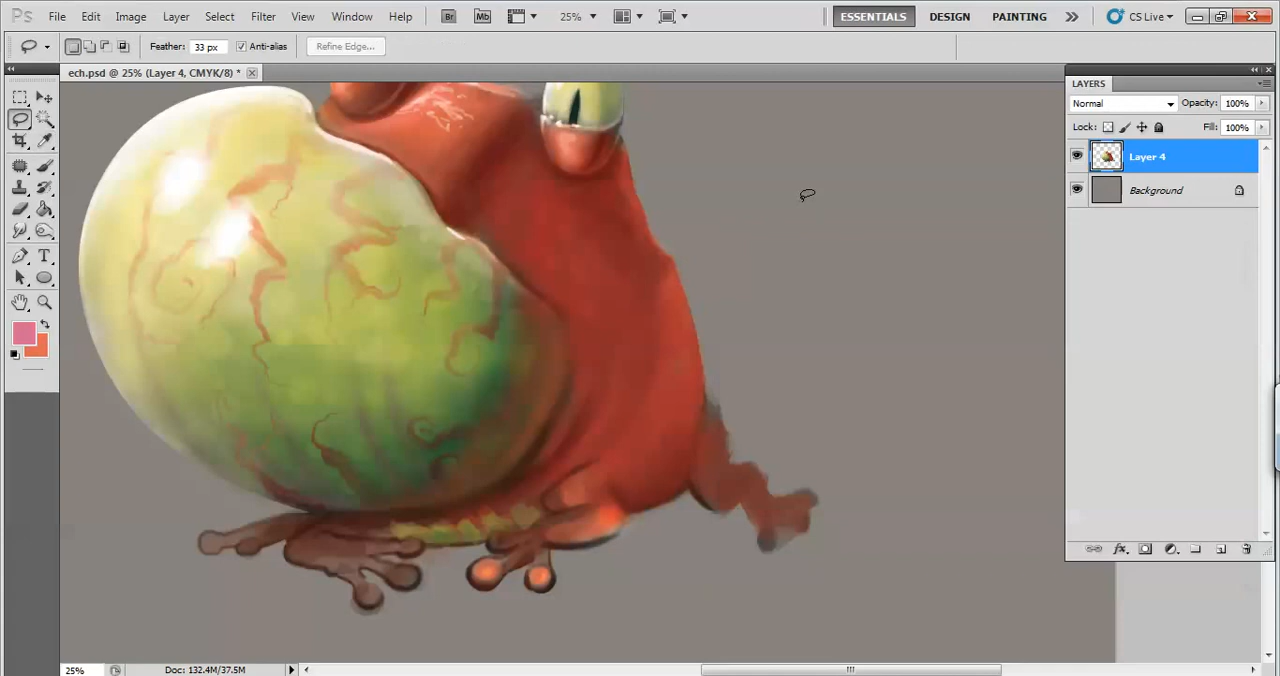 Ps File Edit Image Layer Select Filter View Window Help Br Mb 25% ESSENTIALS DESIGN PAINTING CS Live
Feather: 33 px Anti-alias Refine Edge...
ech.psd @ 25% (Layer 4, CMYK/8) *
LAYERS
Normal Opacity: 100%
Lock: Fill: 100%
Layer 4
Background
T
fx
25% Doc: 132.4M/37.5M